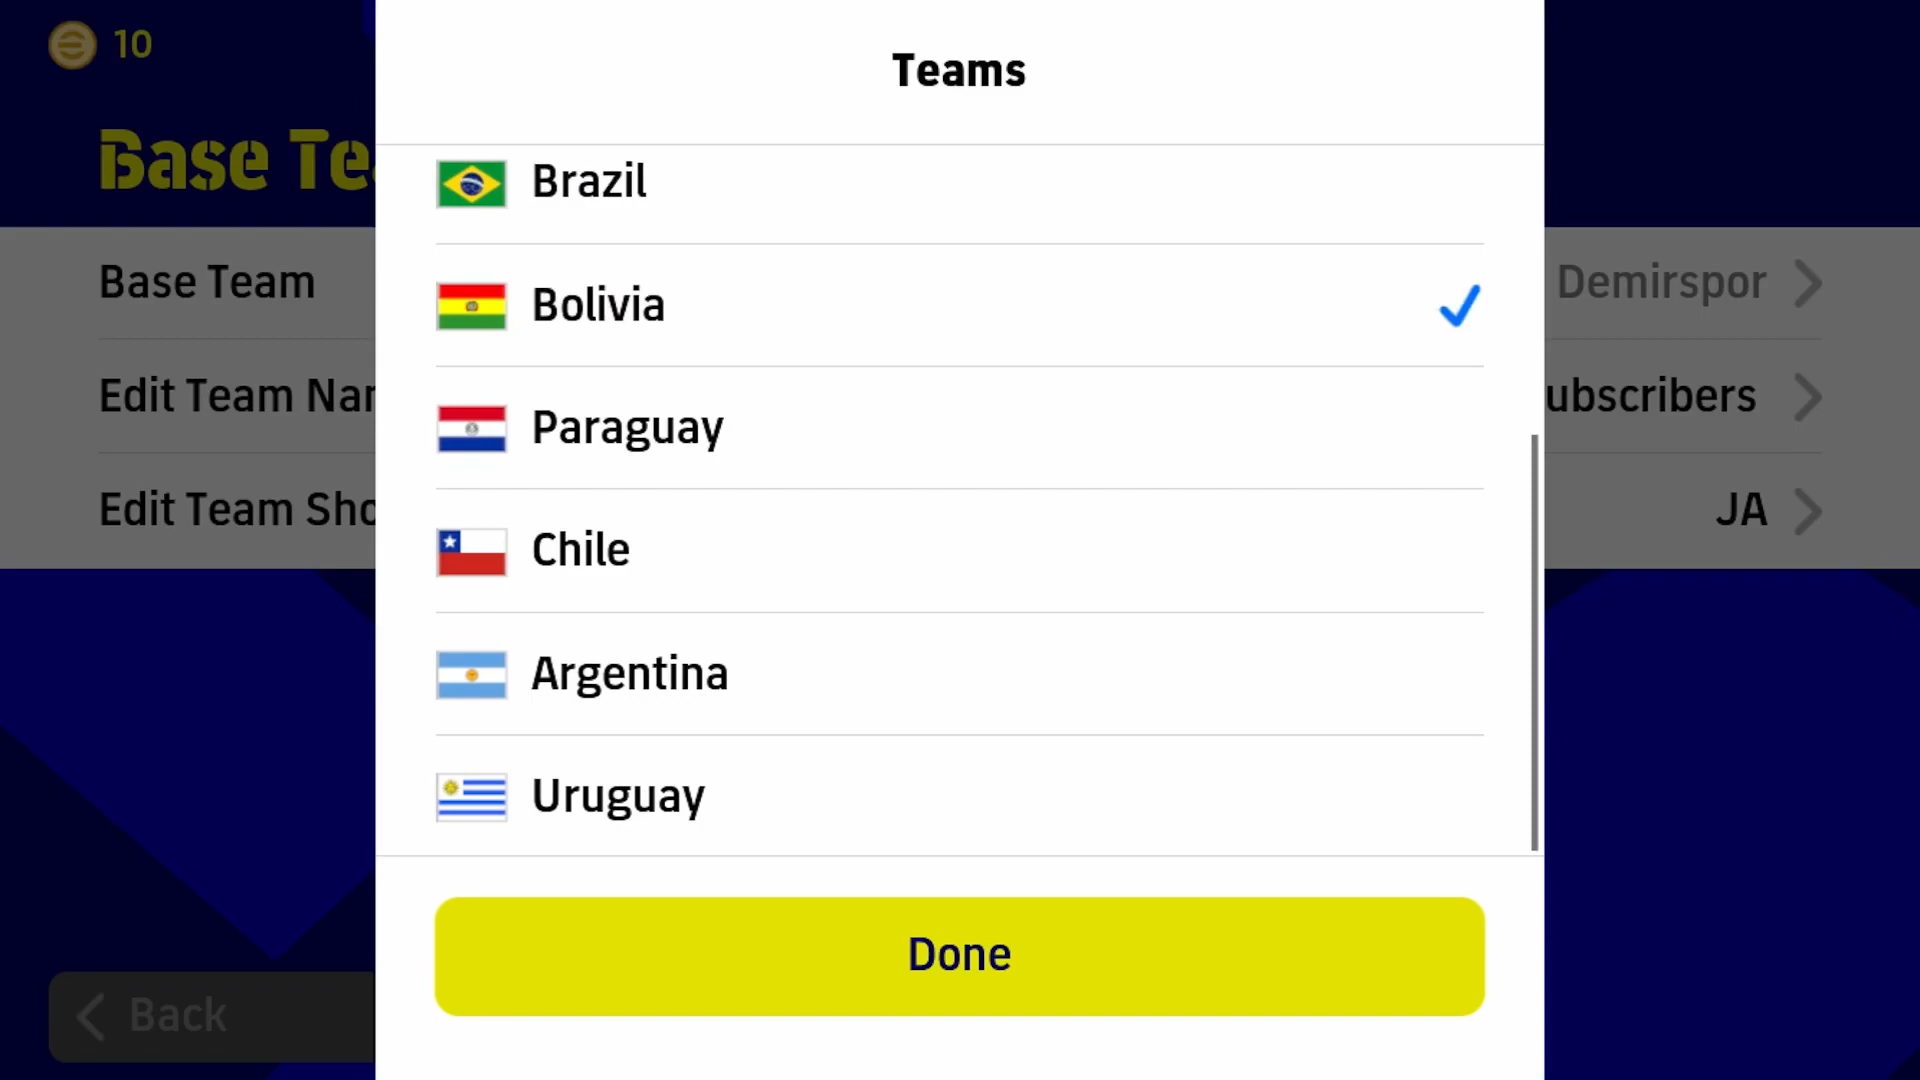 10
Teams
Base Te
Brazil
Base Team
Demirspor
Bolivia
Edit Team Nar
ubscribers
Paraguay
Edit Team Sho
JA
Chile
Argentina
Uruguay
Done
Back